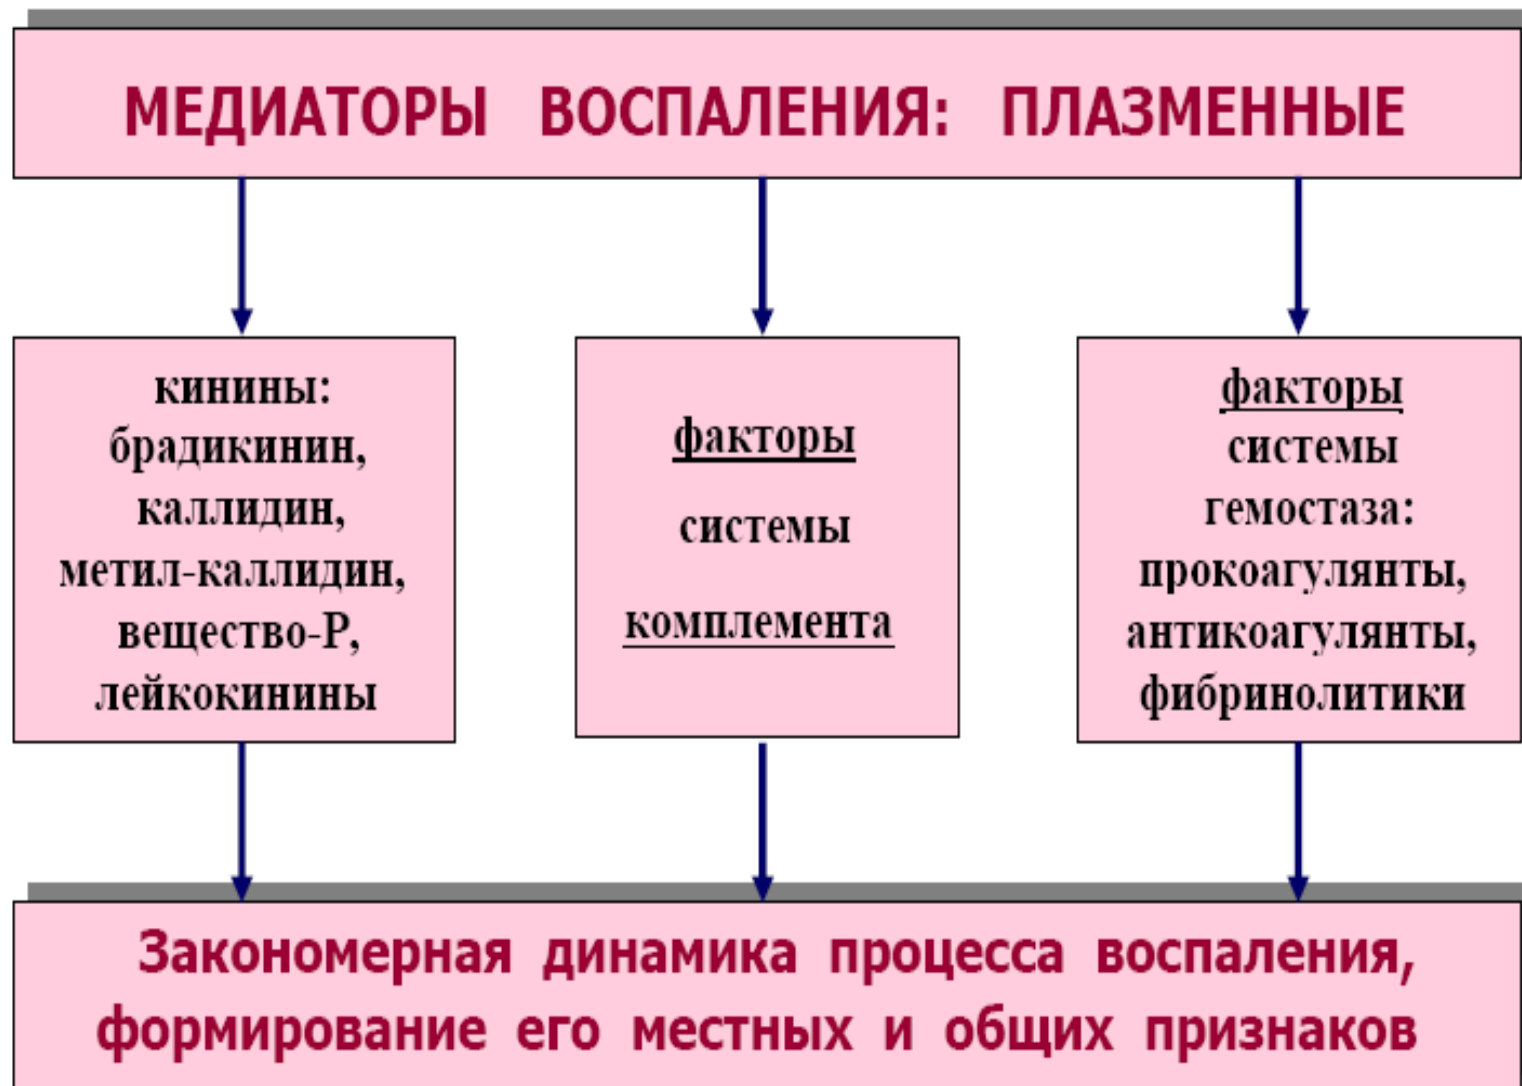 МЕДИАТОРЫ ВОСПАЛЕНИЯ: ПЛАЗМЕННЫЕ
кинины:
брадикинин,
каллидин,
метил-каллидин,
вещество-Р,
лейкокинины
факторы
системы
комплемента
факторы
системы
гемостаза:
прокоагулянты,
антикоагулянты,
фибринолитики
Закономерная динамика процесса воспаления,
формирование его местных и общих признаков